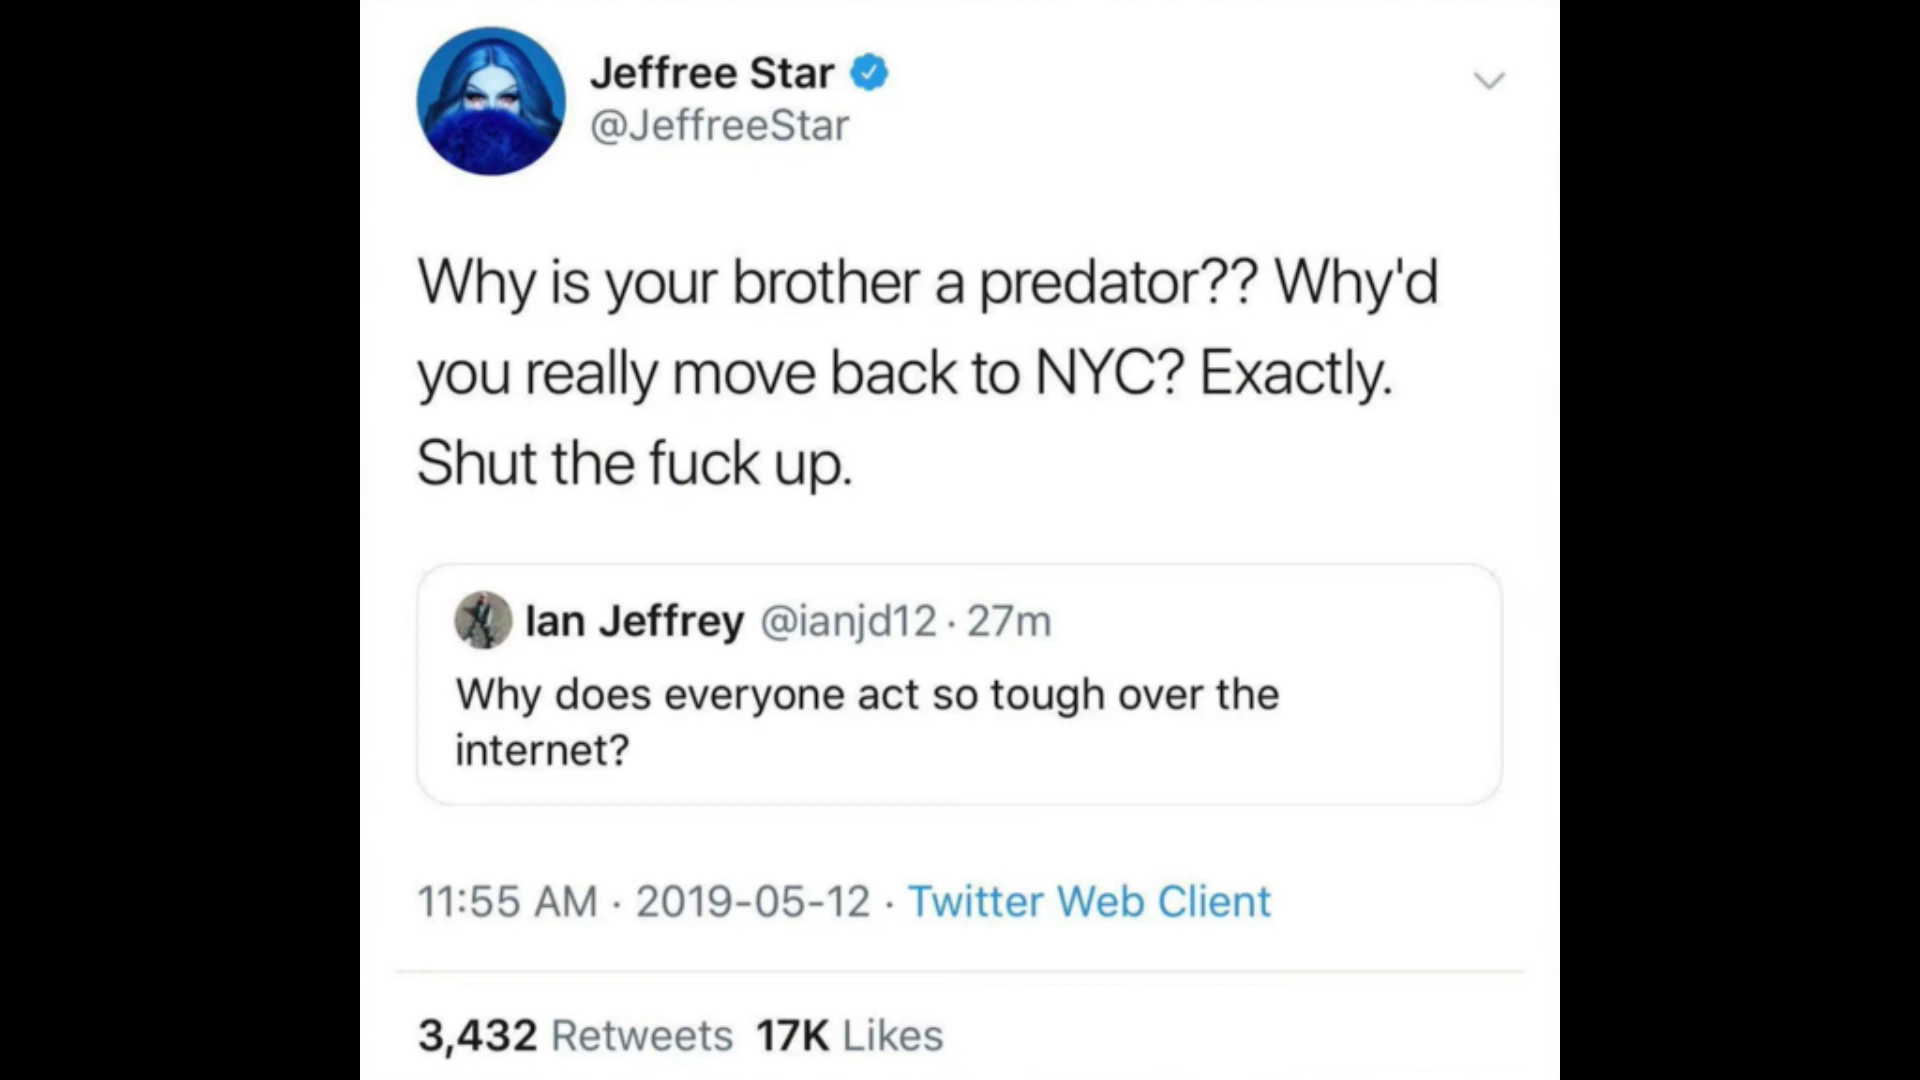 Jeffree Star
@JeffreeStar
Why is your brother a predator?? Why'd
you really move back to NYC? Exactly.
Shut the fuck up.
Ian Jeffrey @ianjd12 · 27m
Why does everyone act so tough over the
internet?
11:55 AM · 2019-05-12 · Twitter Web Client
3,432 Retweets 17K Likes